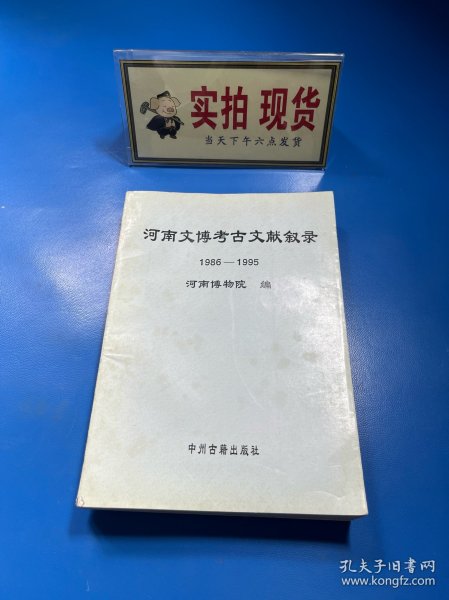 实拍 现货
当天下午六点发货
河南文博考古文献叙录
1986—1995
河南博物院 编
中州古籍出版社
孔夫子旧书网
www.kongfz.com